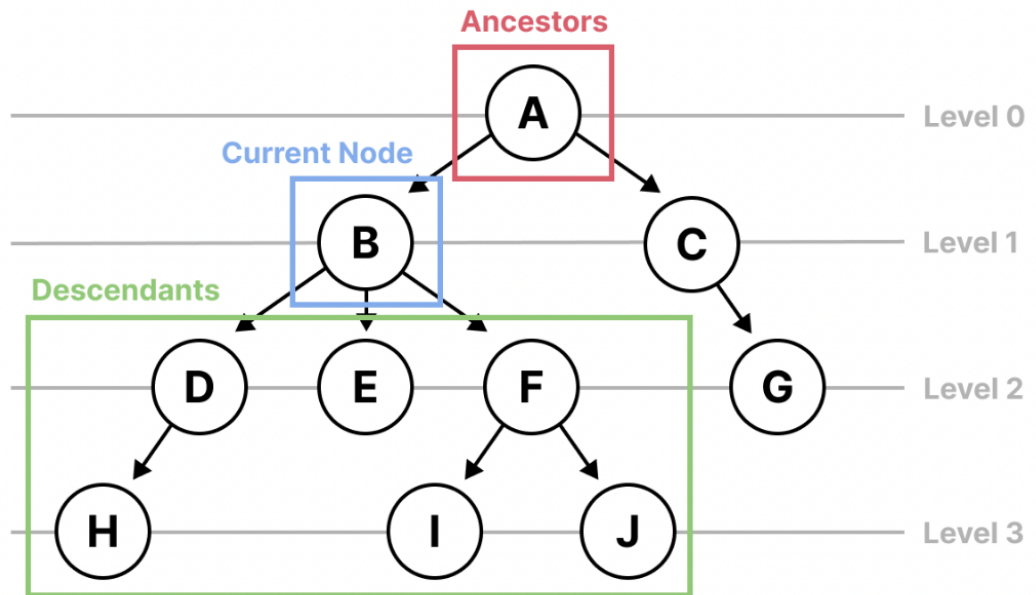 Ancestors
A
Level 0
Current Node
B
C
Level 1
Descendants
D
E
F
G
Level 2
H
I
J
Level 3